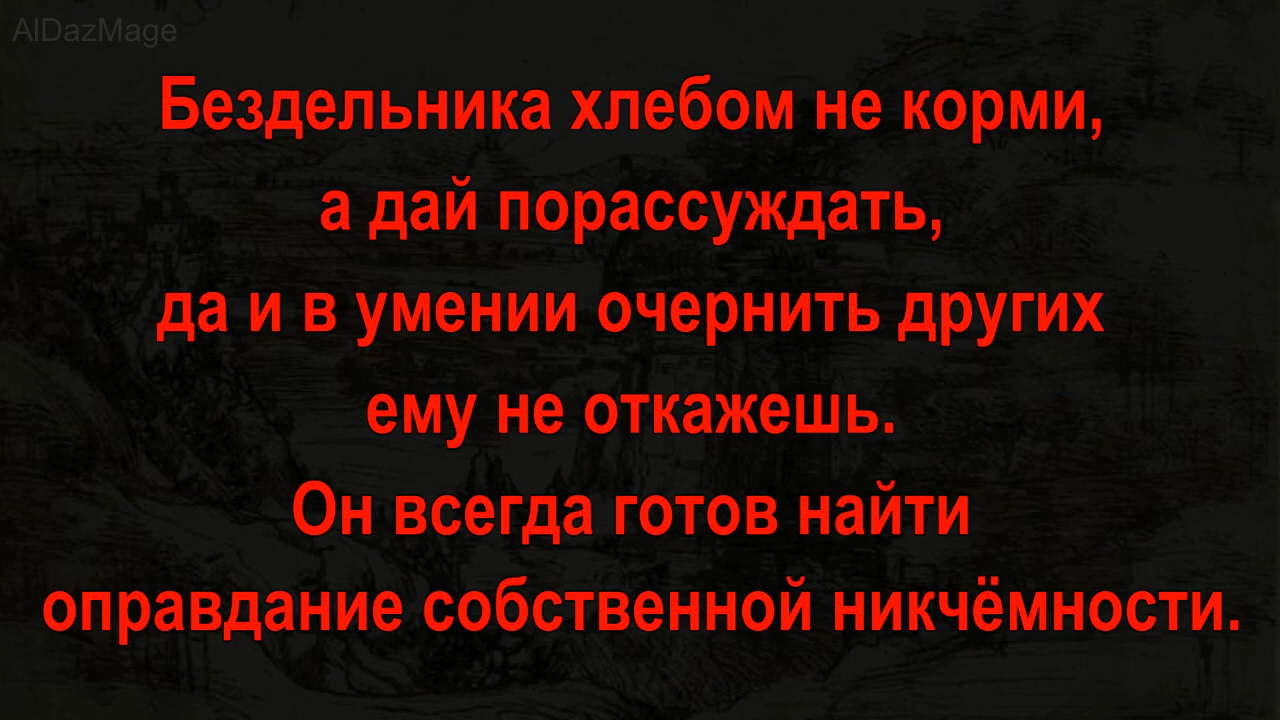 AlDazMage
Бездельника хлебом не корми,
а дай порассуждать,
да и в умении очернить других
ему не откажешь.
Он всегда готов найти
оправдание собственной никчёмности.